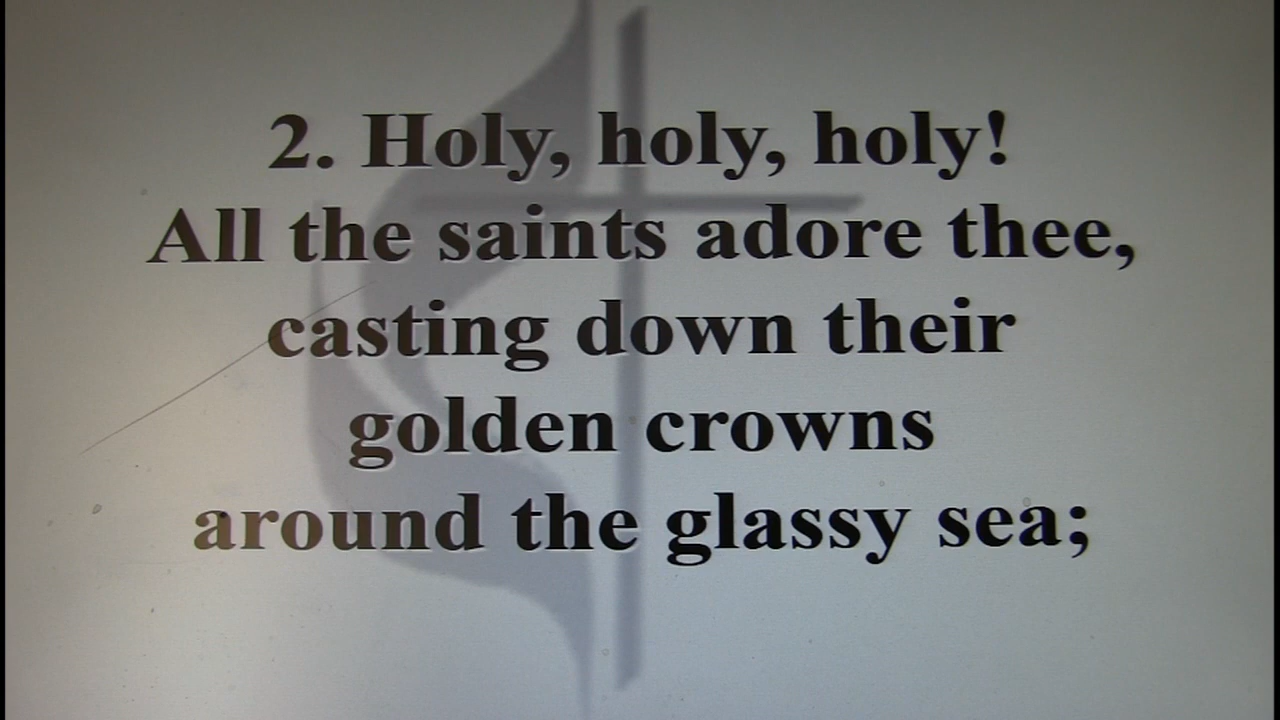 2. Holy, holy, holy!
All the saints adore thee,
casting down their
golden crowns
around the glassy sea;